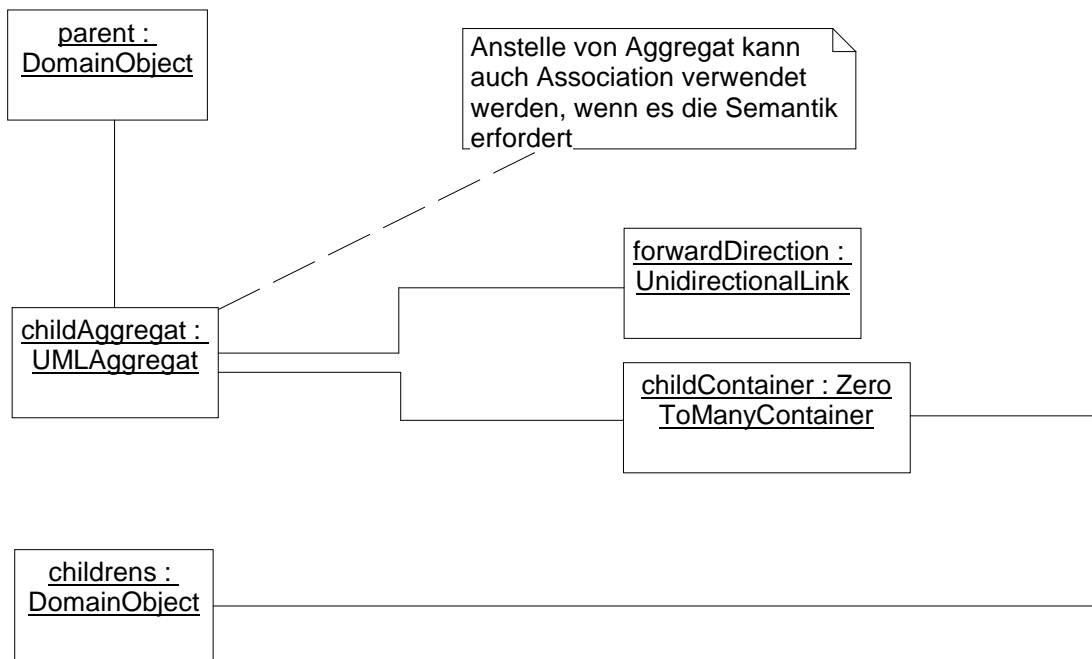 parent :
DomainObject
Anstelle von Aggregat kann
auch Association verwendet
werden, wenn es die Semantik
erfordert
forwardDirection :
UnidirectionalLink
childAggregat :
UMLAggregat
childContainer : Zero
ToManyContainer
childrens :
DomainObject